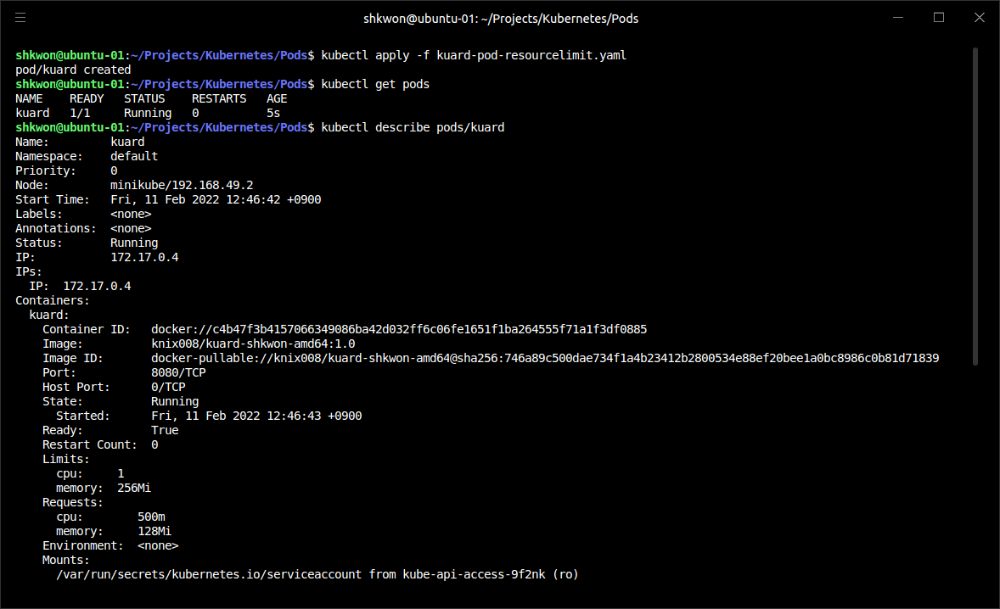 shkwon@ubuntu-01: ~/Projects/Kubernetes/Pods
shkwon@ubuntu-01:~/Projects/Kubernetes/Pods$ kubectl apply -f kuard-pod-resourcelimit.yaml
pod/kuard created
shkwon@ubuntu-01:~/Projects/Kubernetes/Pods$ kubectl get pods
NAME    READY   STATUS    RESTARTS   AGE
kuard   1/1     Running   0          5s
shkwon@ubuntu-01:~/Projects/Kubernetes/Pods$ kubectl describe pods/kuard
Name:         kuard
Namespace:    default
Priority:     0
Node:         minikube/192.168.49.2
Start Time:   Fri, 11 Feb 2022 12:46:42 +0900
Labels:       <none>
Annotations:  <none>
Status:       Running
IP:           172.17.0.4
IPs:
  IP:  172.17.0.4
Containers:
  kuard:
    Container ID:   docker://c4b47f3b4157066349086ba42d032ff6c06fe1651f1ba264555f71a1f3df0885
    Image:          knix008/kuard-shkwon-amd64:1.0
    Image ID:       docker-pullable://knix008/kuard-shkwon-amd64@sha256:746a89c500dae734f1a4b23412b2800534e88ef20bee1a0bc8986c0b81d71839
    Port:           8080/TCP
    Host Port:      0/TCP
    State:          Running
      Started:      Fri, 11 Feb 2022 12:46:43 +0900
    Ready:          True
    Restart Count:  0
    Limits:
      cpu:     1
      memory:  256Mi
    Requests:
      cpu:        500m
      memory:     128Mi
    Environment:  <none>
    Mounts:
      /var/run/secrets/kubernetes.io/serviceaccount from kube-api-access-9f2nk (ro)